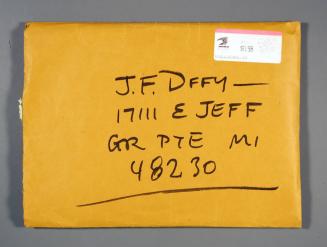 J.F. DFFY —
17111 E JEFF
GR PTE MI
48230